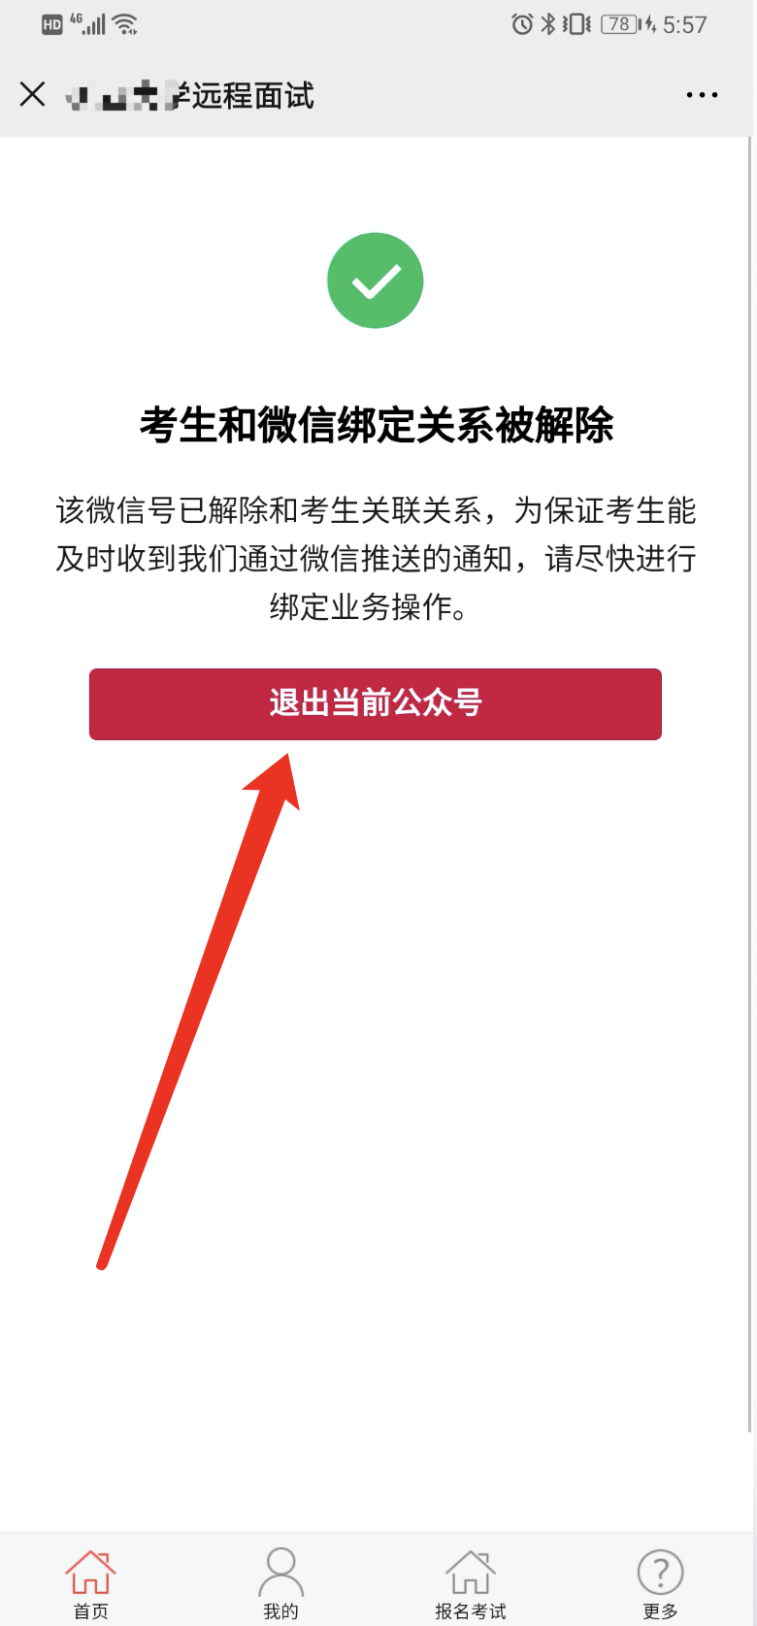 HD 4G 78 5:57
学远程面试
考生和微信绑定关系被解除
该微信号已解除和考生关联关系，为保证考生能
及时收到我们通过微信推送的通知，请尽快进行
绑定业务操作。
退出当前公众号
首页 我的 报名考试 更多